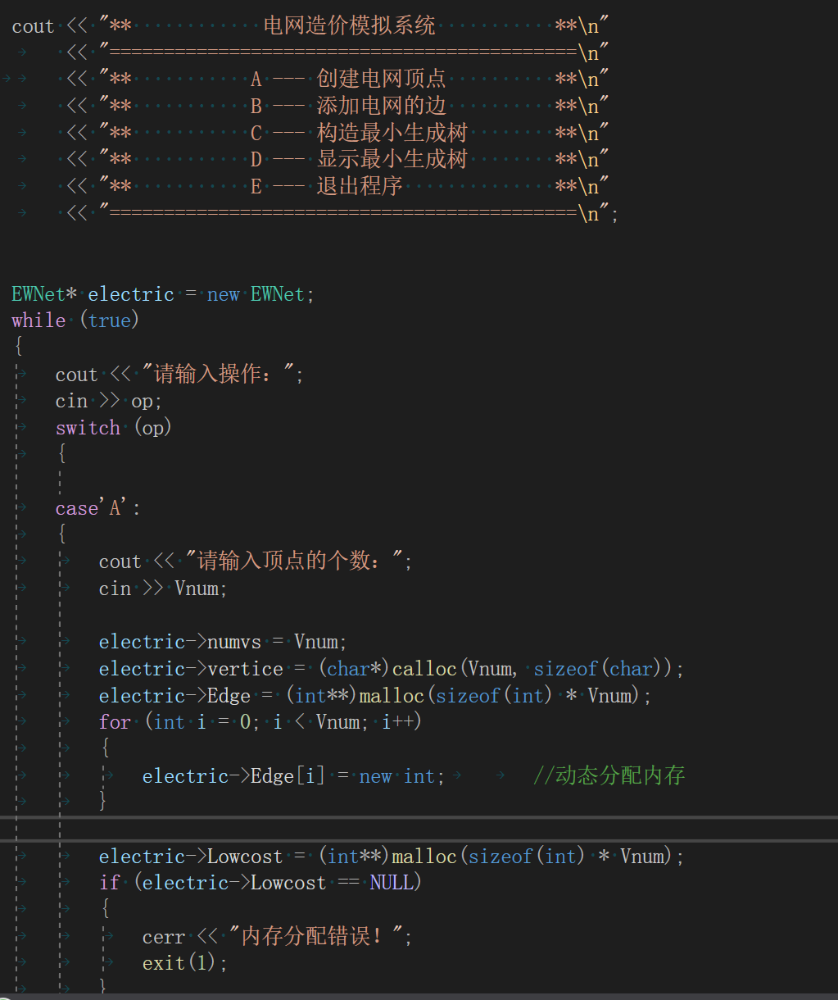 cout << "**            电网造价模拟系统           **\n"
<< "===========================================\n"
<< "**           A --- 创建电网顶点          **\n"
<< "**           B --- 添加电网的边          **\n"
<< "**           C --- 构造最小生成树        **\n"
<< "**           D --- 显示最小生成树        **\n"
<< "**           E --- 退出程序              **\n"
<< "===========================================\n";
EWNet* electric = new EWNet;
while (true)
{
cout << "请输入操作：";
cin >> op;
switch (op)
{
case'A':
{
cout << "请输入顶点的个数：";
cin >> Vnum;
electric->numvs = Vnum;
electric->vertice = (char*)calloc(Vnum, sizeof(char));
electric->Edge = (int**)malloc(sizeof(int) * Vnum);
for (int i = 0; i < Vnum; i++)
{
electric->Edge[i] = new int; //动态分配内存
}
electric->Lowcost = (int**)malloc(sizeof(int) * Vnum);
if (electric->Lowcost == NULL)
{
cerr << "内存分配错误！";
exit(1);
}